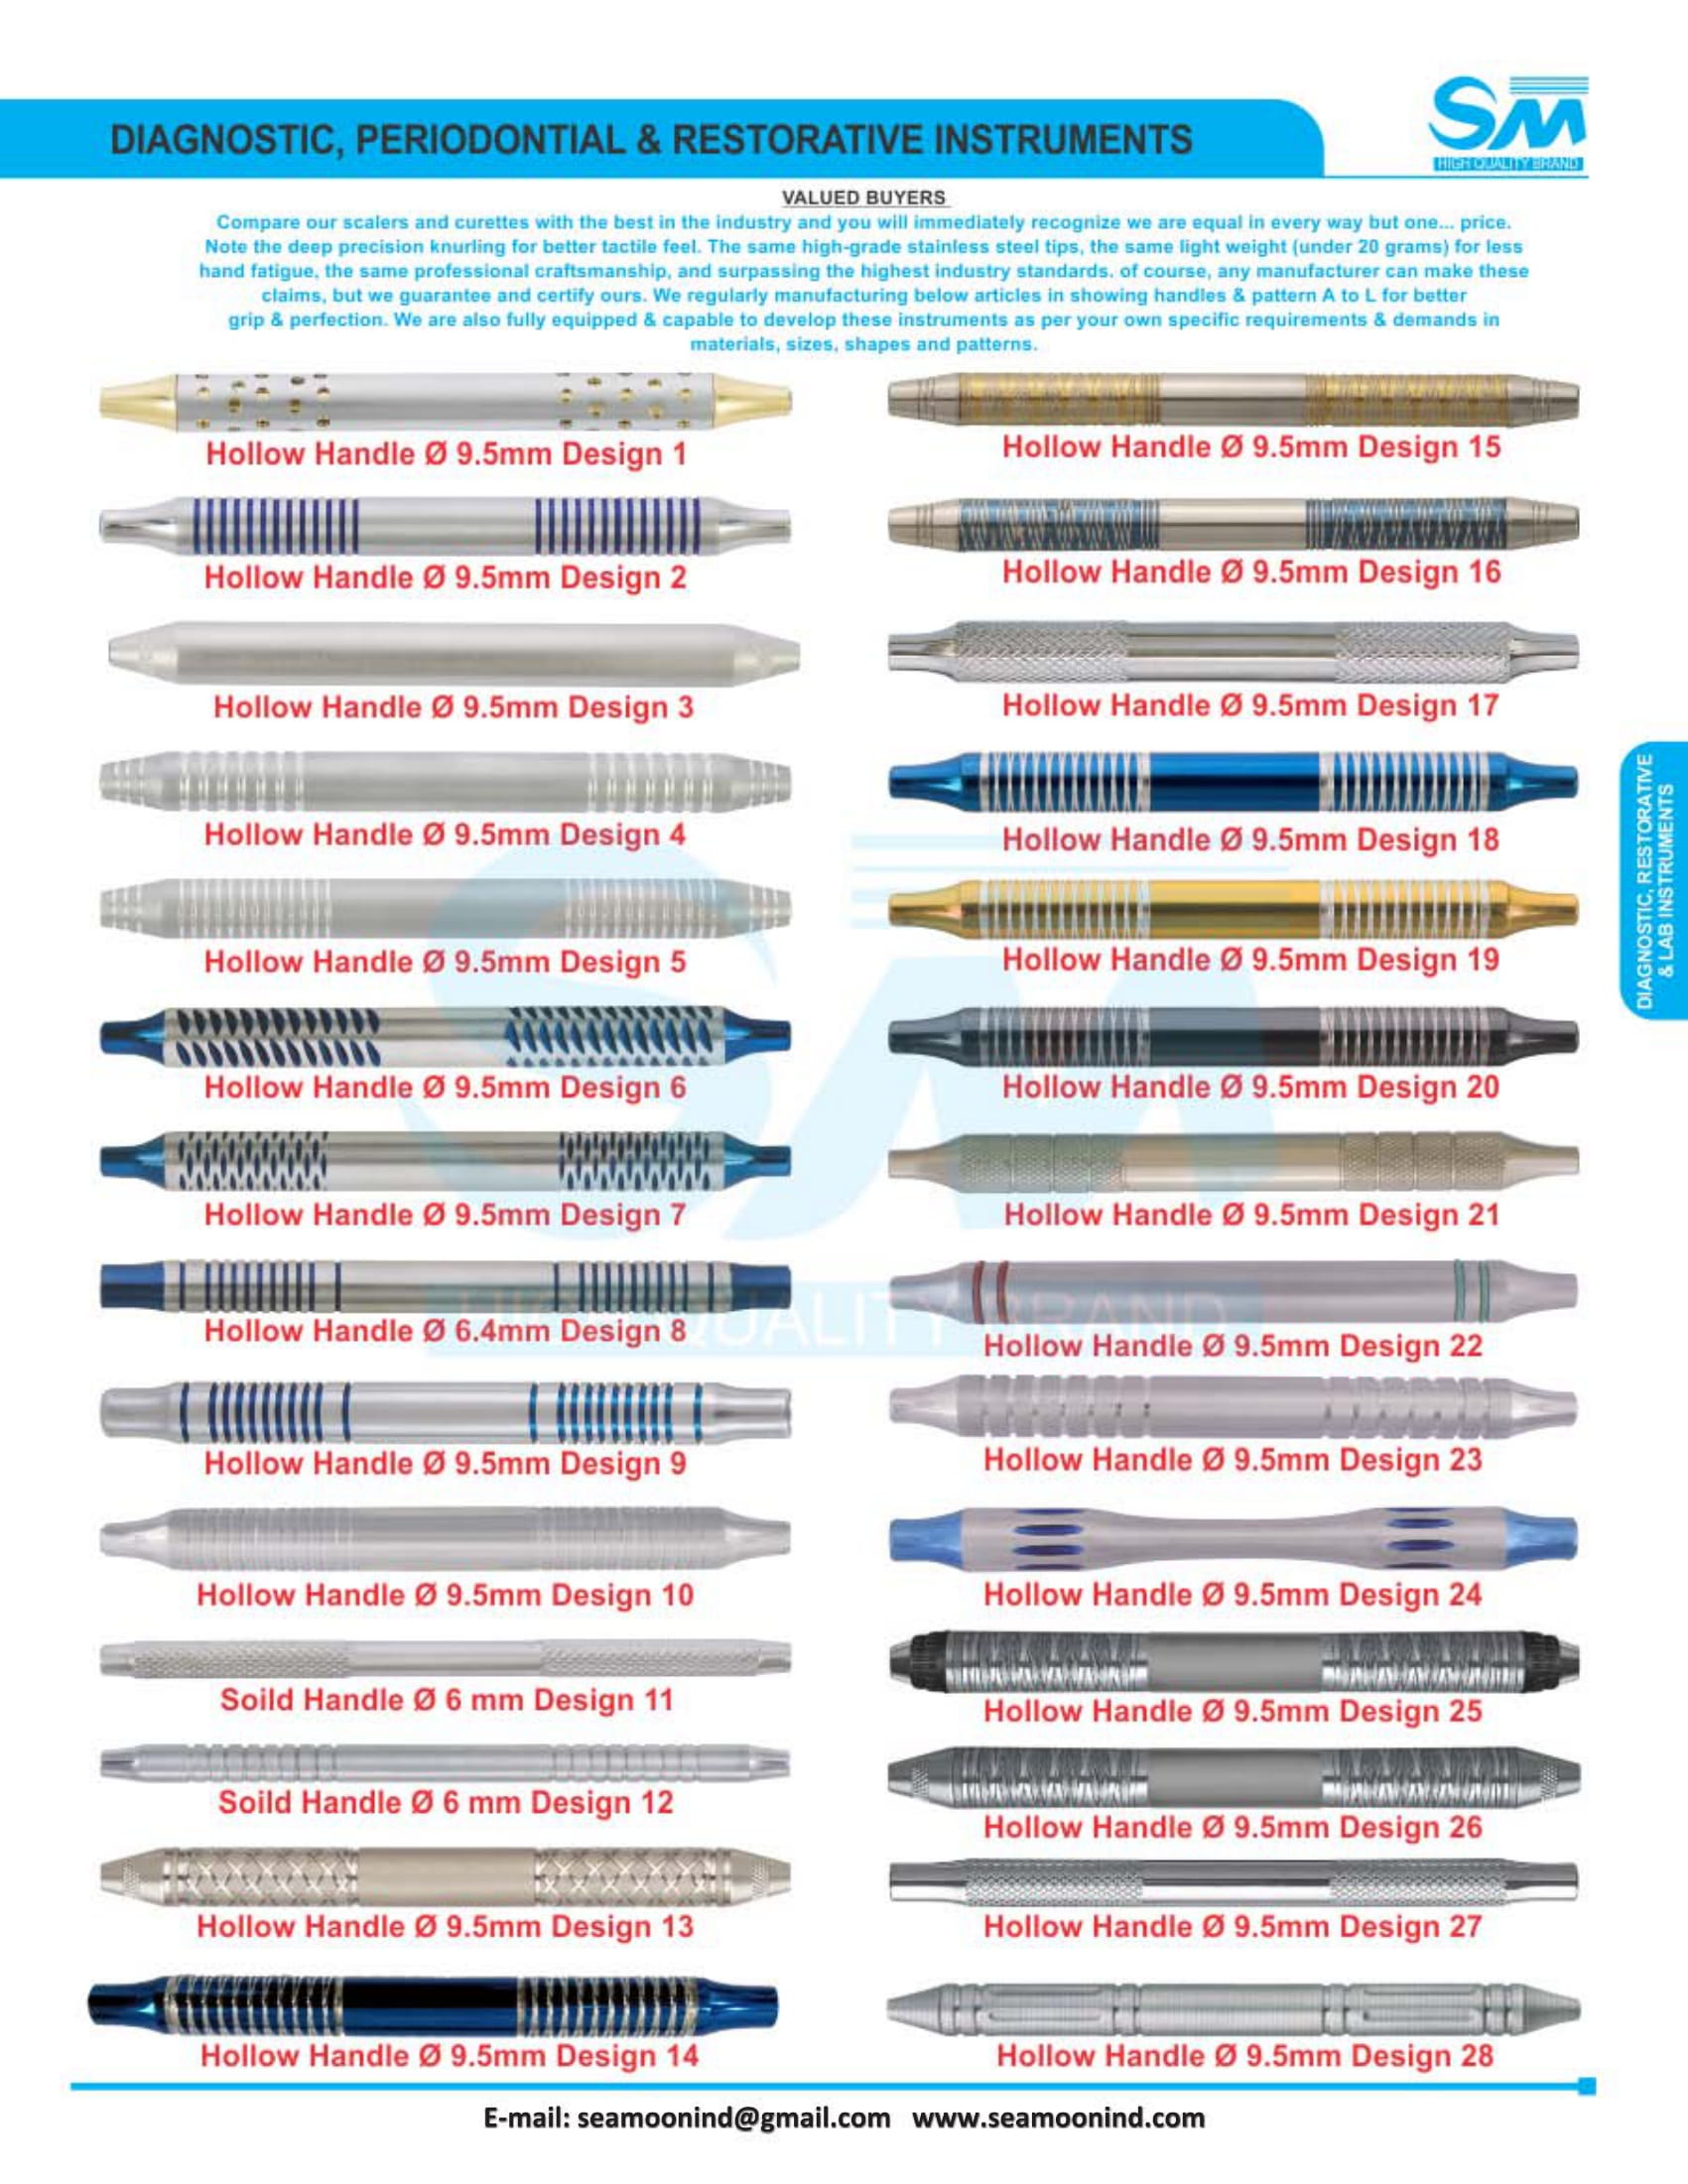 SM
HIGH QUALITY BRAND
DIAGNOSTIC, PERIODONTIAL & RESTORATIVE INSTRUMENTS
VALUED BUYERS
Compare our scalers and curettes with the best in the industry and you will immediately recognize we are equal in every way but one... price.
Note the deep precision knurling for better tactile feel. The same high-grade stainless steel tips, the same light weight (under 20 grams) for less
hand fatigue, the same professional craftsmanship, and surpassing the highest industry standards. of course, any manufacturer can make these
claims, but we guarantee and certify ours. We regularly manufacturing below articles in showing handles & pattern A to L for better
grip & perfection. We are also fully equipped & capable to develop these instruments as per your own specific requirements & demands in
materials, sizes, shapes and patterns.
Hollow Handle Ø 9.5mm Design 1
Hollow Handle Ø 9.5mm Design 2
Hollow Handle Ø 9.5mm Design 3
Hollow Handle Ø 9.5mm Design 4
Hollow Handle Ø 9.5mm Design 5
Hollow Handle Ø 9.5mm Design 6
Hollow Handle Ø 9.5mm Design 7
Hollow Handle Ø 6.4mm Design 8
Hollow Handle Ø 9.5mm Design 9
Hollow Handle Ø 9.5mm Design 10
Soild Handle Ø 6 mm Design 11
Soild Handle Ø 6 mm Design 12
Hollow Handle Ø 9.5mm Design 13
Hollow Handle Ø 9.5mm Design 14
Hollow Handle Ø 9.5mm Design 15
Hollow Handle Ø 9.5mm Design 16
Hollow Handle Ø 9.5mm Design 17
Hollow Handle Ø 9.5mm Design 18
Hollow Handle Ø 9.5mm Design 19
Hollow Handle Ø 9.5mm Design 20
Hollow Handle Ø 9.5mm Design 21
Hollow Handle Ø 9.5mm Design 22
Hollow Handle Ø 9.5mm Design 23
Hollow Handle Ø 9.5mm Design 24
Hollow Handle Ø 9.5mm Design 25
Hollow Handle Ø 9.5mm Design 26
Hollow Handle Ø 9.5mm Design 27
Hollow Handle Ø 9.5mm Design 28
SM
HIGH QUALITY BRAND
DIAGNOSTIC, RESTORATIVE
& LAB INSTRUMENTS
E-mail: seamoonind@gmail.com www.seamoonind.com